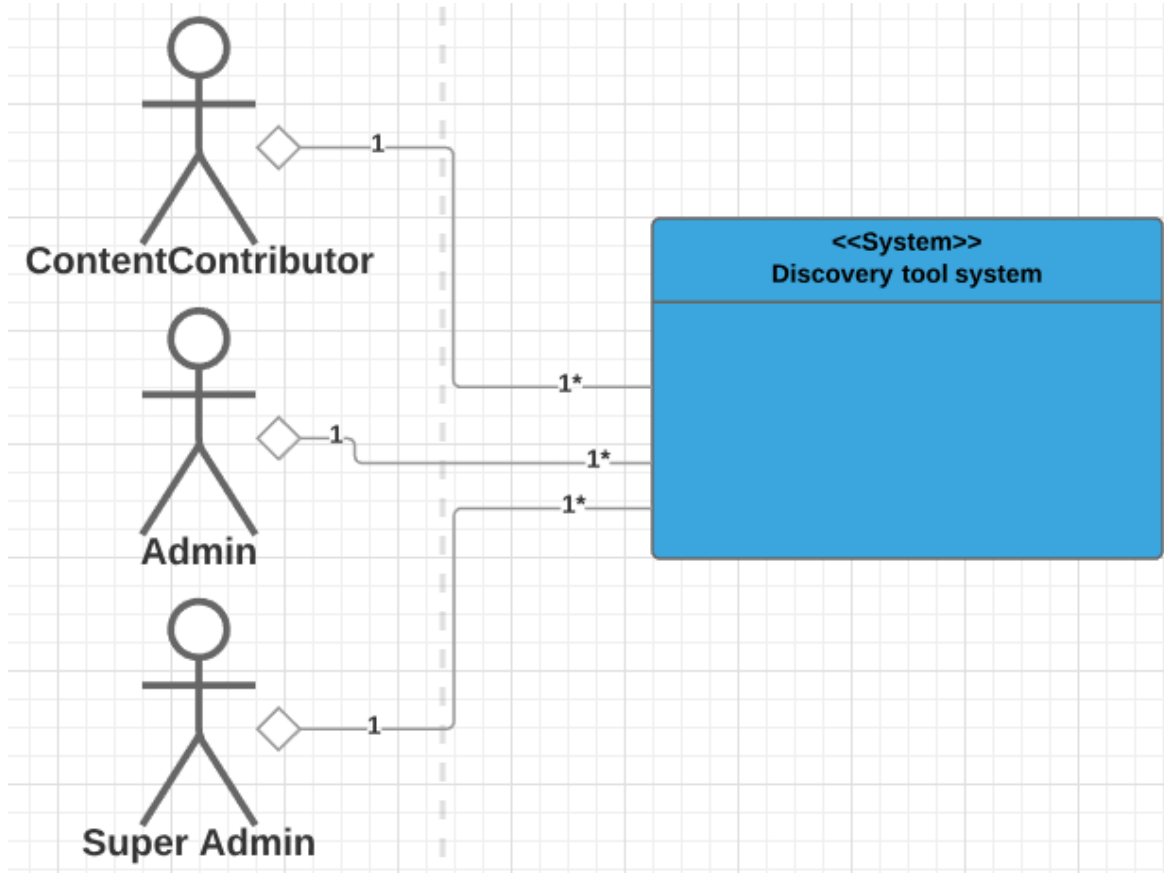 1
ContentContributor
<<System>>
Discovery tool system
1*
1
1*
Admin
1*
1
Super Admin